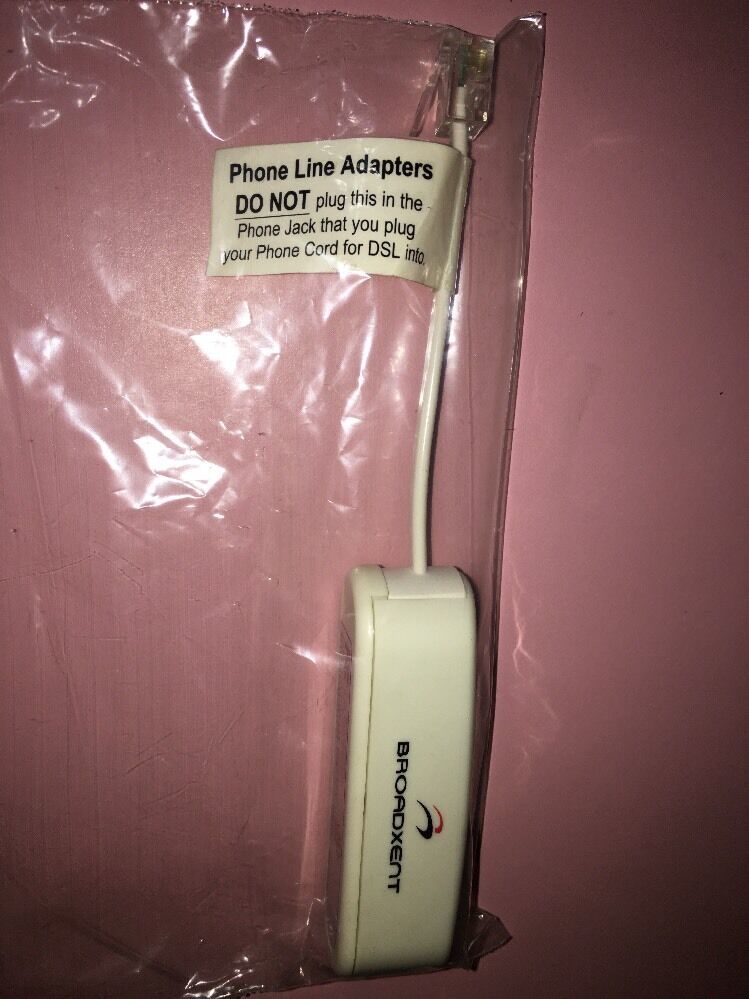 Phone Line Adapters
DO NOT plug this in the
Phone Jack that you plug
your Phone Cord for DSL into.
BROADXENT